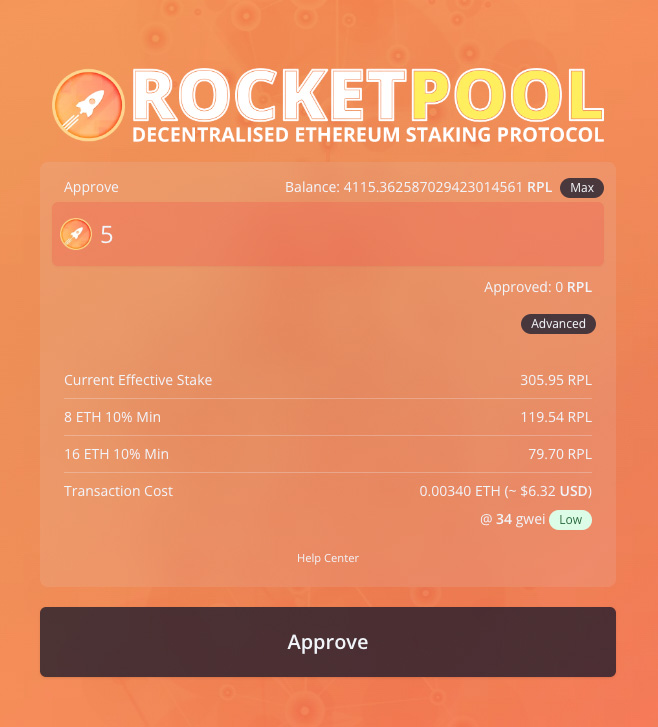 ROCKETPOOL
DECENTRALISED ETHEREUM STAKING PROTOCOL
Approve Balance: 4115.362587029423014561 RPL Max
5
Approved: 0 RPL
Advanced
Current Effective Stake 305.95 RPL
8 ETH 10% Min 119.54 RPL
16 ETH 10% Min 79.70 RPL
Transaction Cost 0.00340 ETH (~ $6.32 USD)
@ 34 gwei Low
Help Center
Approve